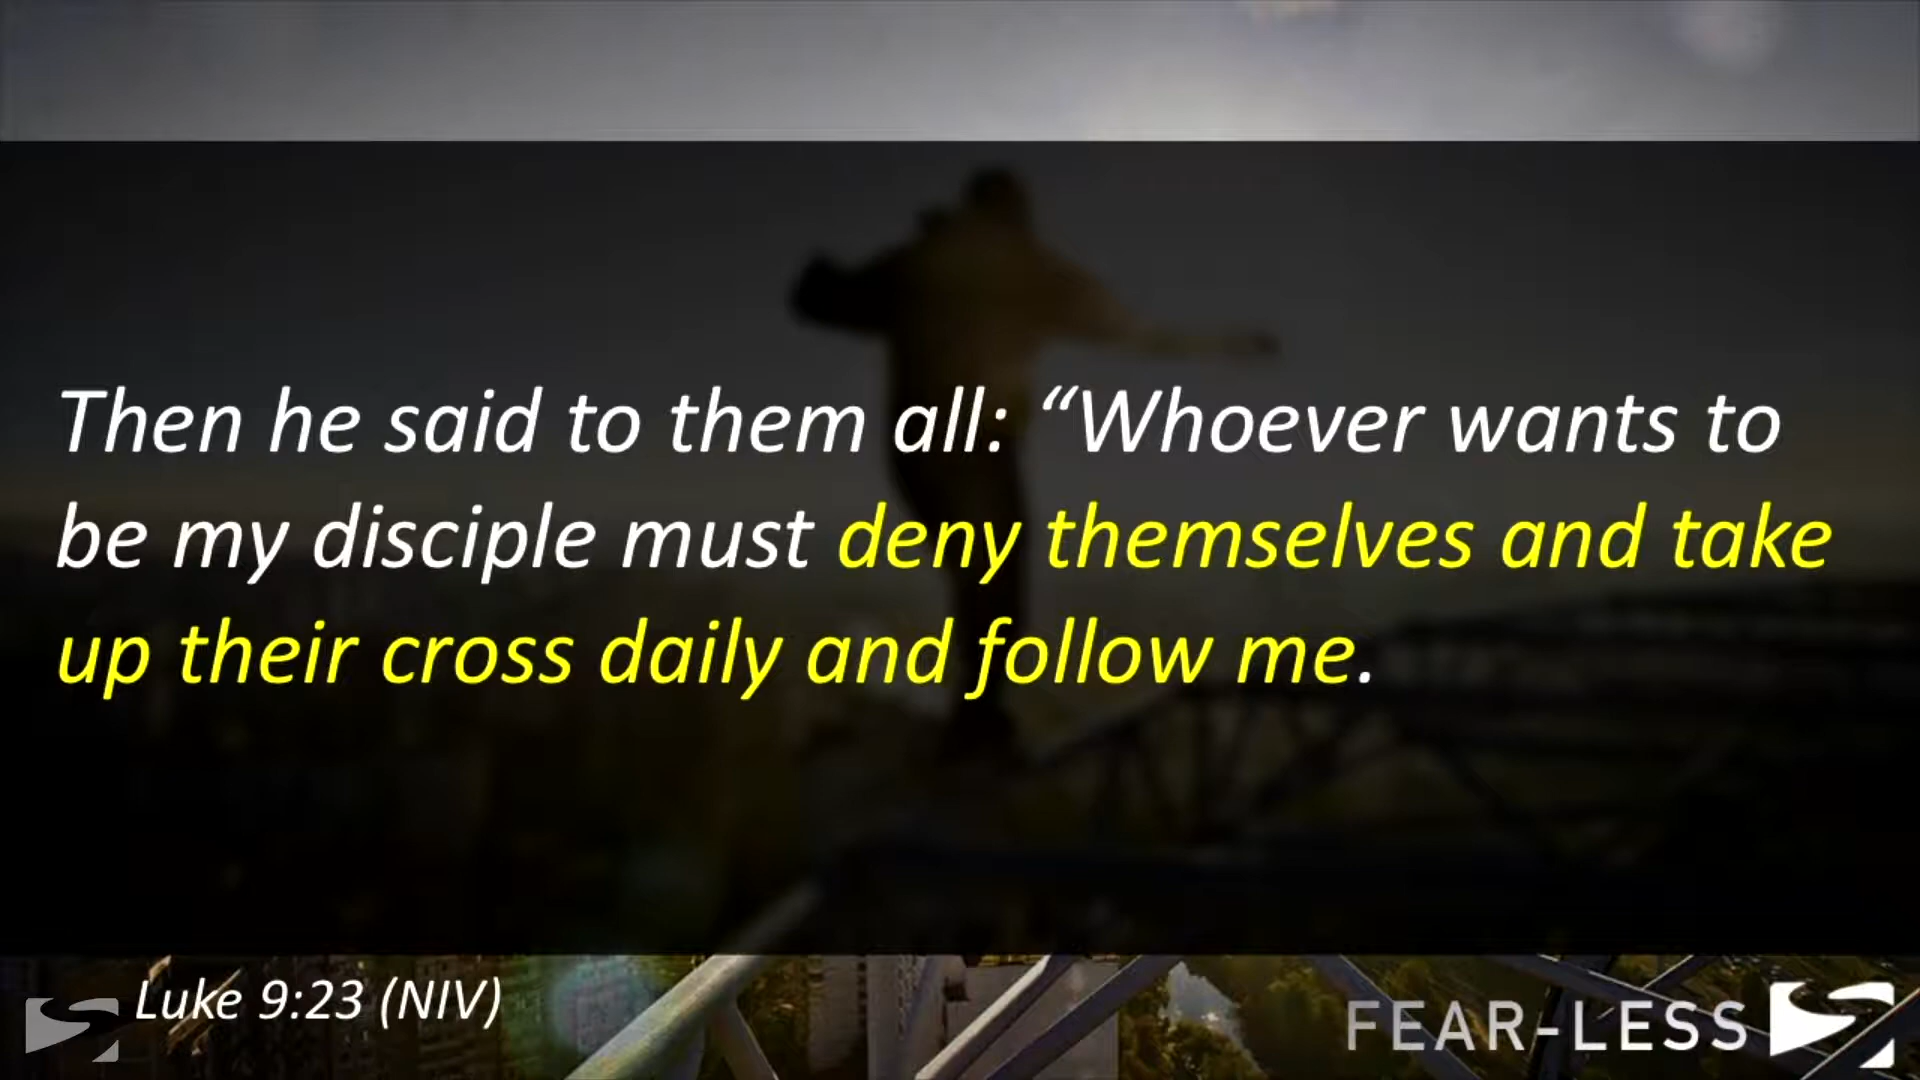 Then he said to them all: “Whoever wants to
be my disciple must deny themselves and take
up their cross daily and follow me.
Luke 9:23 (NIV)
FEAR-LESS